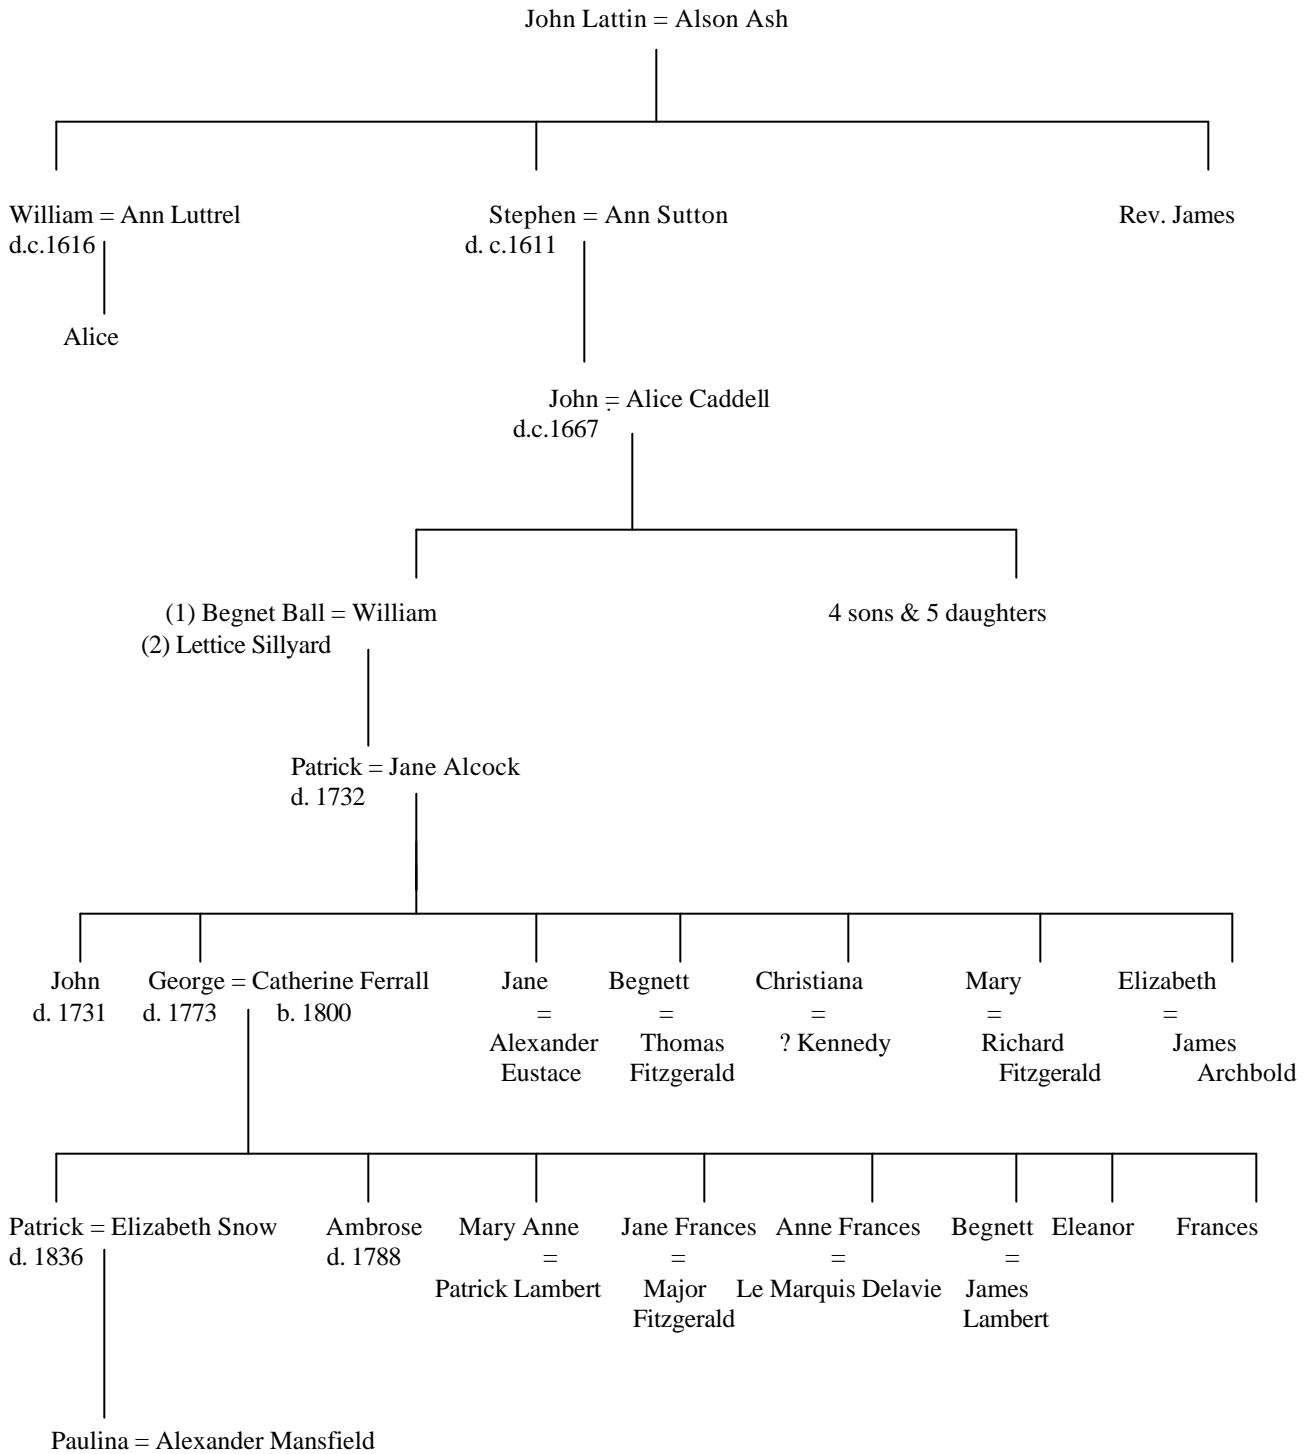 John Lattin = Alson Ash
William = Ann Luttrel
d.c.1616
Stephen = Ann Sutton
d. c.1611
Rev. James
Alice
John = Alice Caddell
d.c.1667
(1) Begnet Ball = William
(2) Lettice Sillyard
4 sons & 5 daughters
Patrick = Jane Alcock
d. 1732
John
d. 1731
George = Catherine Ferrall
d. 1773 b. 1800
Jane
=
Alexander
Eustace
Begnett
=
Thomas
Fitzgerald
Christiana
=
? Kennedy
Mary
=
Richard
Fitzgerald
Elizabeth
=
James
Archbold
Patrick = Elizabeth Snow
d. 1836
Ambrose
d. 1788
Mary Anne
=
Patrick Lambert
Jane Frances
=
Major
Fitzgerald
Anne Frances
=
Le Marquis Delavie
Begnett
=
James
Lambert
Eleanor
Frances
Paulina = Alexander Mansfield